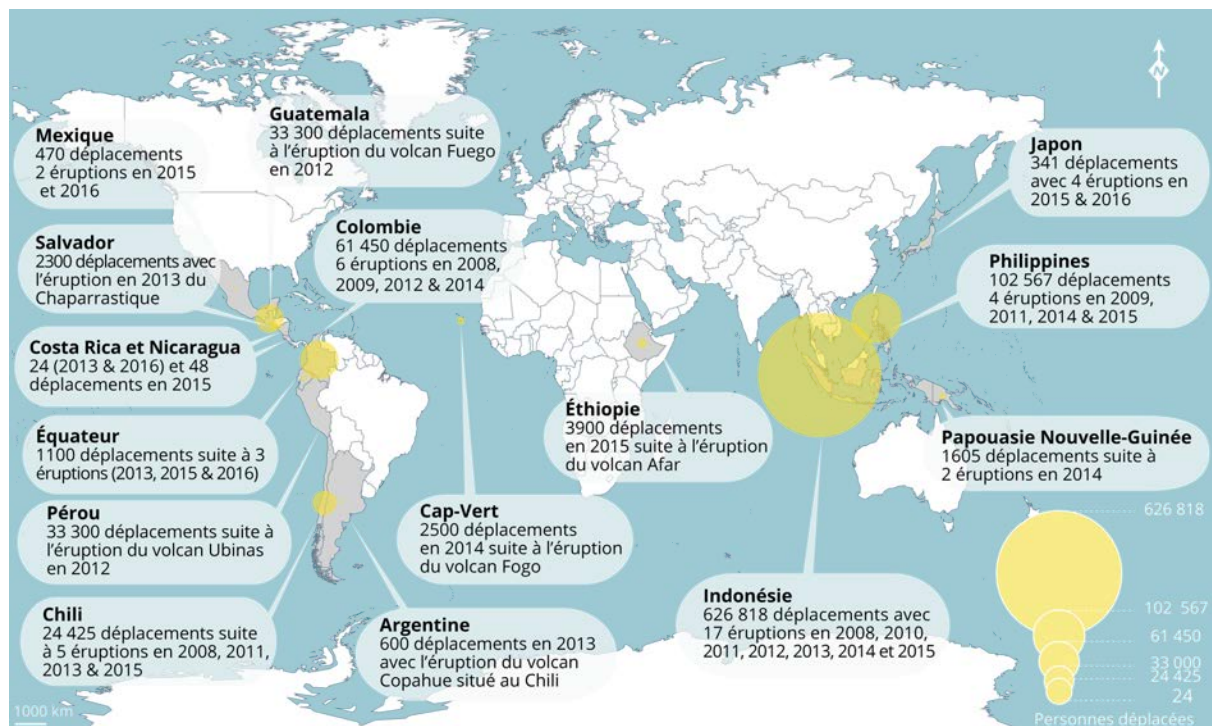 Guatemala
33 300 déplacements suite
à l’éruption du volcan Fuego
en 2012
Mexique
470 déplacements
2 éruptions en 2015
et 2016
Japon
341 déplacements
avec 4 éruptions en
2015 & 2016
Salvador
2300 déplacements avec
l’éruption en 2013 du
Chaparrastique
Colombie
61 450 déplacements
6 éruptions en 2008,
2009, 2012 & 2014
Philippines
102 567 déplacements
4 éruptions en 2009,
2011, 2014 & 2015
Costa Rica et Nicaragua
24 (2013 & 2016) et 48
déplacements en 2015
Éthiopie
3900 déplacements
en 2015 suite à l’éruption
du volcan Afar
Équateur
1100 déplacements suite à 3
éruptions (2013, 2015 & 2016)
Papouasie Nouvelle-Guinée
1605 déplacements suite à
2 éruptions en 2014
Pérou
33 300 déplacements suite à
l’éruption du volcan Ubinas
en 2012
Cap-Vert
2500 déplacements
en 2014 suite à l’éruption
du volcan Fogo
Chili
24 425 déplacements suite
à 5 éruptions en 2008, 2011,
2013 & 2015
Argentine
600 déplacements en 2013
avec l’éruption du volcan
Copahue situé au Chili
Indonésie
626 818 déplacements avec
17 éruptions en 2008, 2010,
2011, 2012, 2013, 2014 et 2015
N
626 818
102 567
61 450
33 000
24 425
24
Personnes déplacées
1000 km